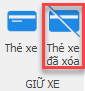 Thẻ xe
Thẻ xe
đã xóa
GIỮ XE